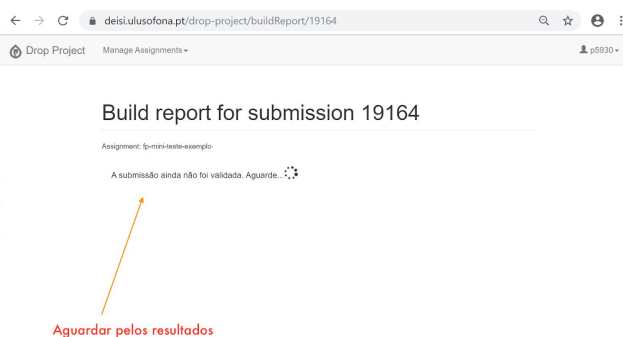 deisi.ulusofona.pt/drop-project/buildReport/19164
Drop Project Manage Assignments p5930
Build report for submission 19164
Assignment: fp-mini-teste-exemplo
A submissão ainda não foi validada. Aguarde...
Aguardar pelos resultados